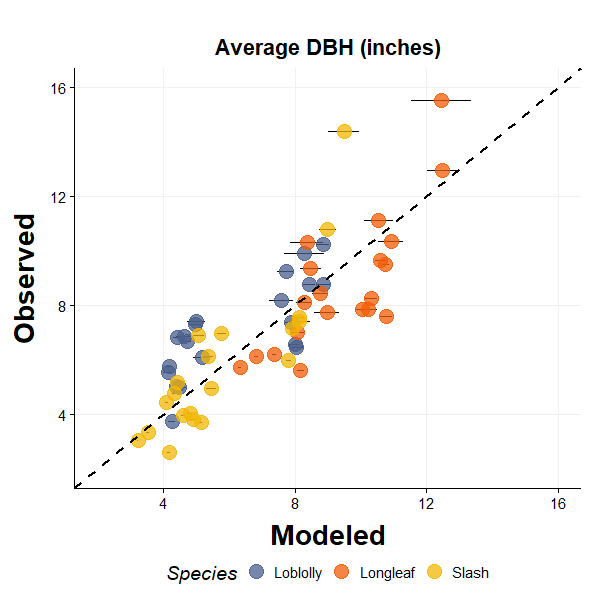 Average DBH (inches)
Observed
16
12
8
4
4 8 12 16
Modeled
Species Loblolly Longleaf Slash